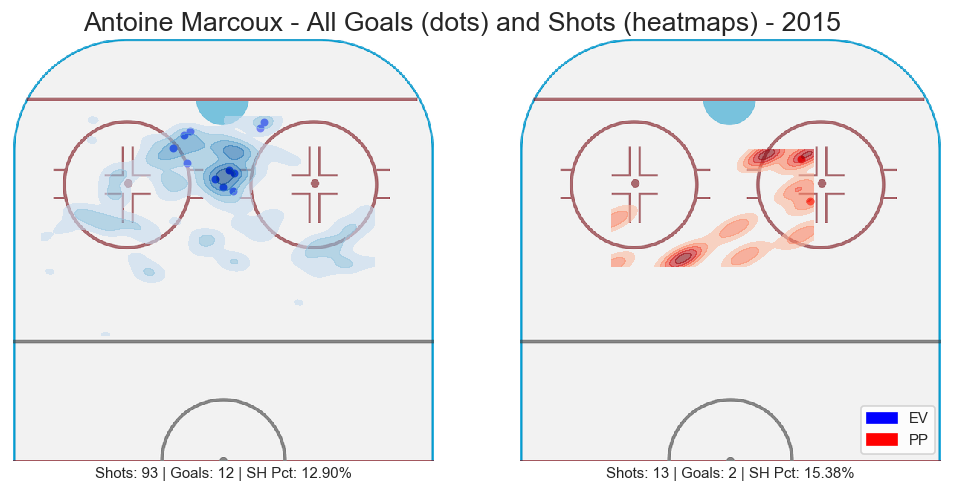 Antoine Marcoux - All Goals (dots) and Shots (heatmaps) - 2015
EV
PP
Shots: 93 | Goals: 12 | SH Pct: 12.90%
Shots: 13 | Goals: 2 | SH Pct: 15.38%